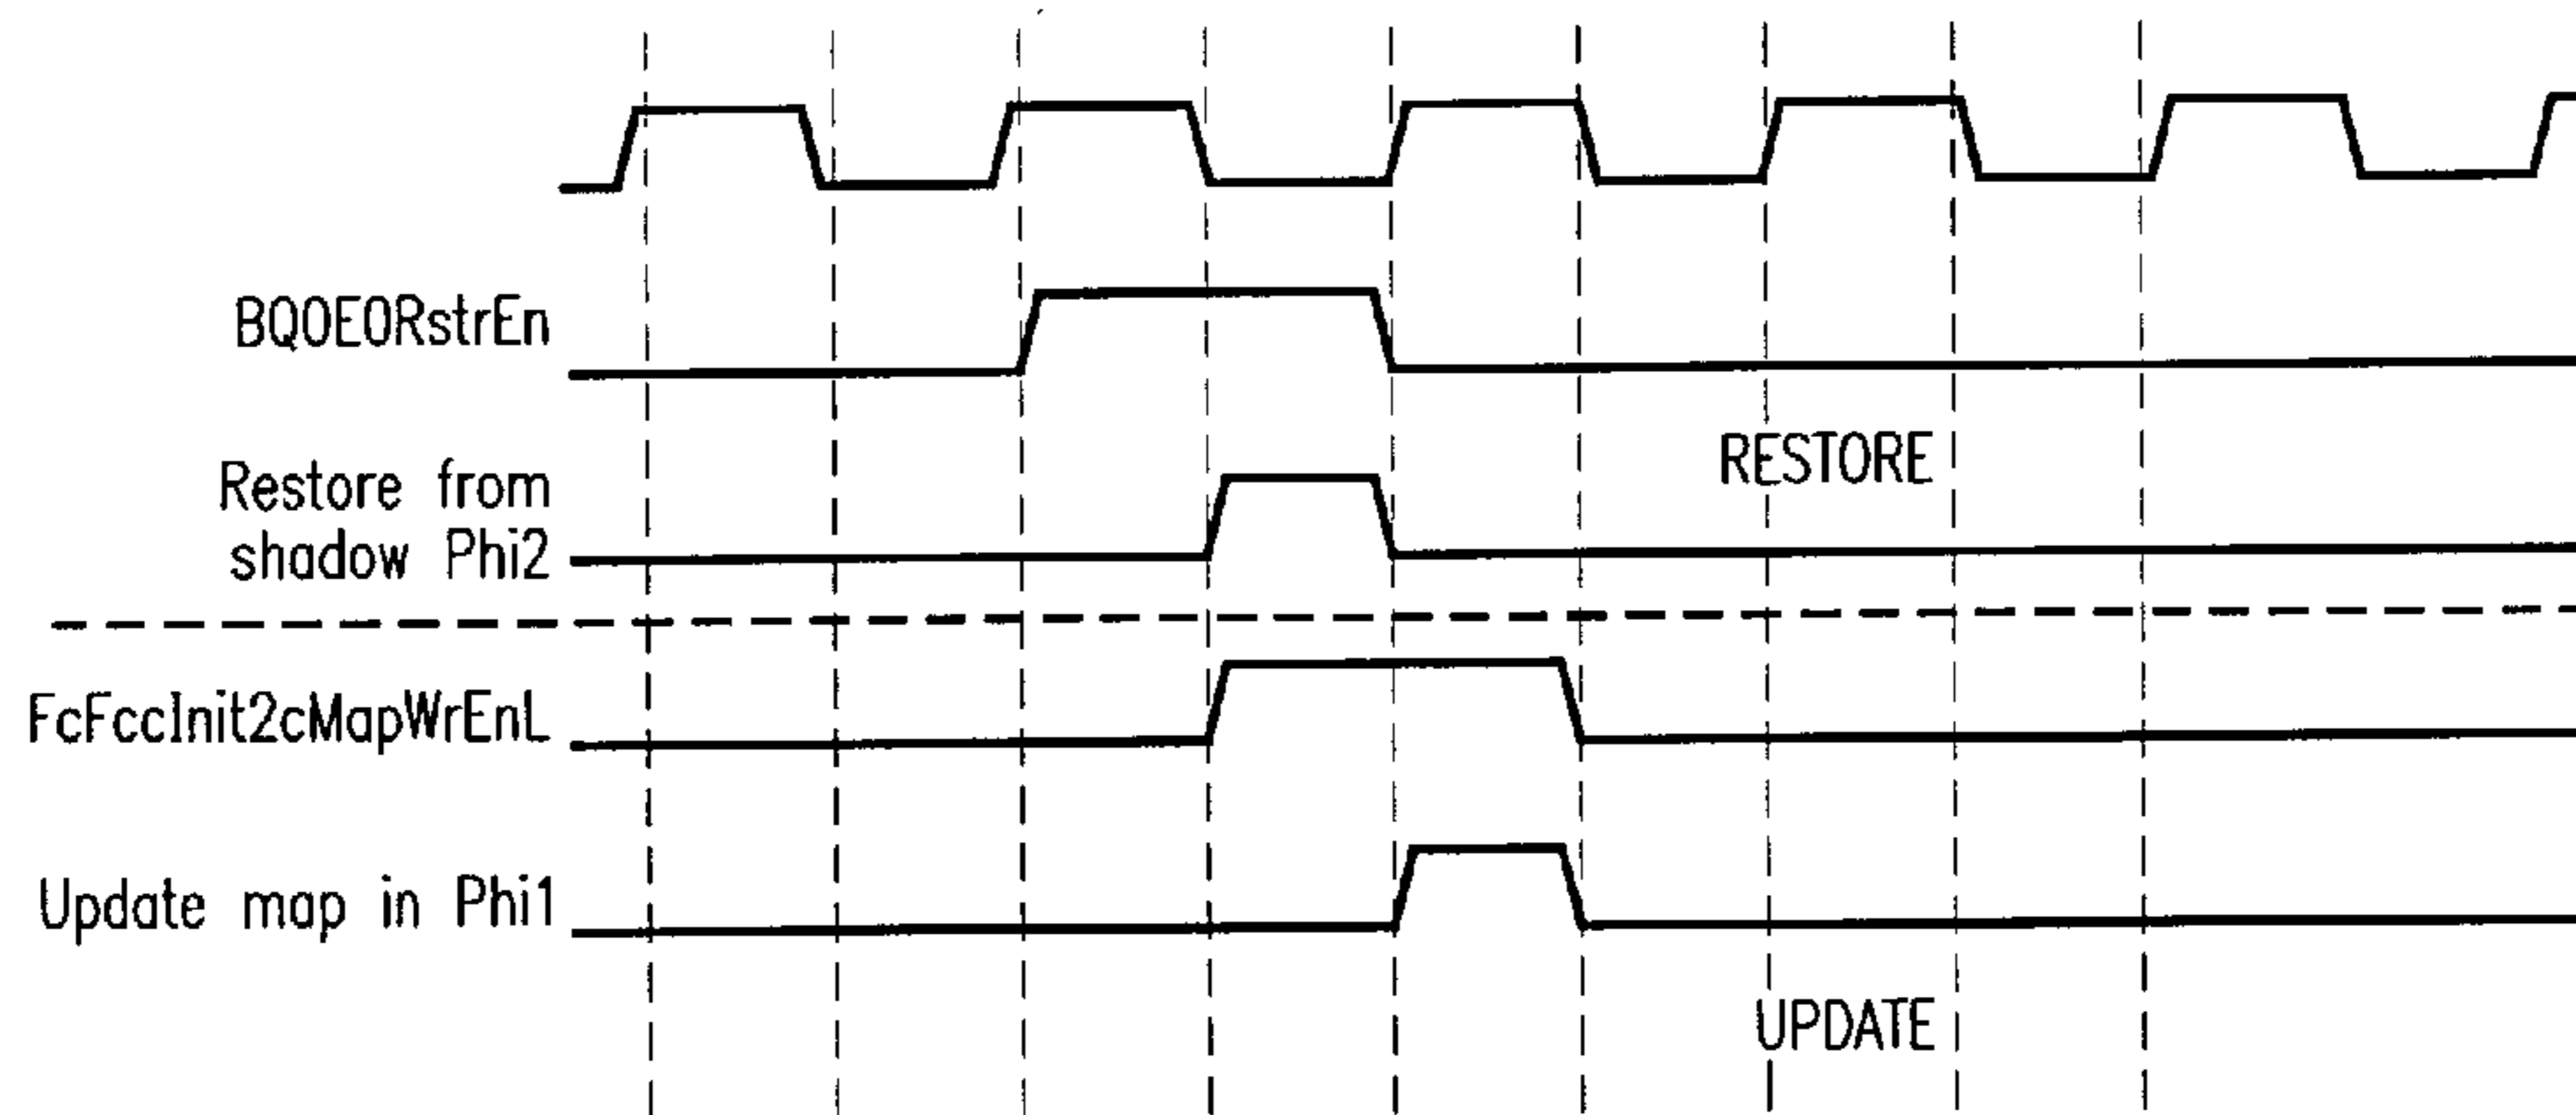 BQ0E0RstrEn
RESTORE
Restore from
shadow Phi2
FcFccInit2cMapWrEnL
Update map in Phi1
UPDATE